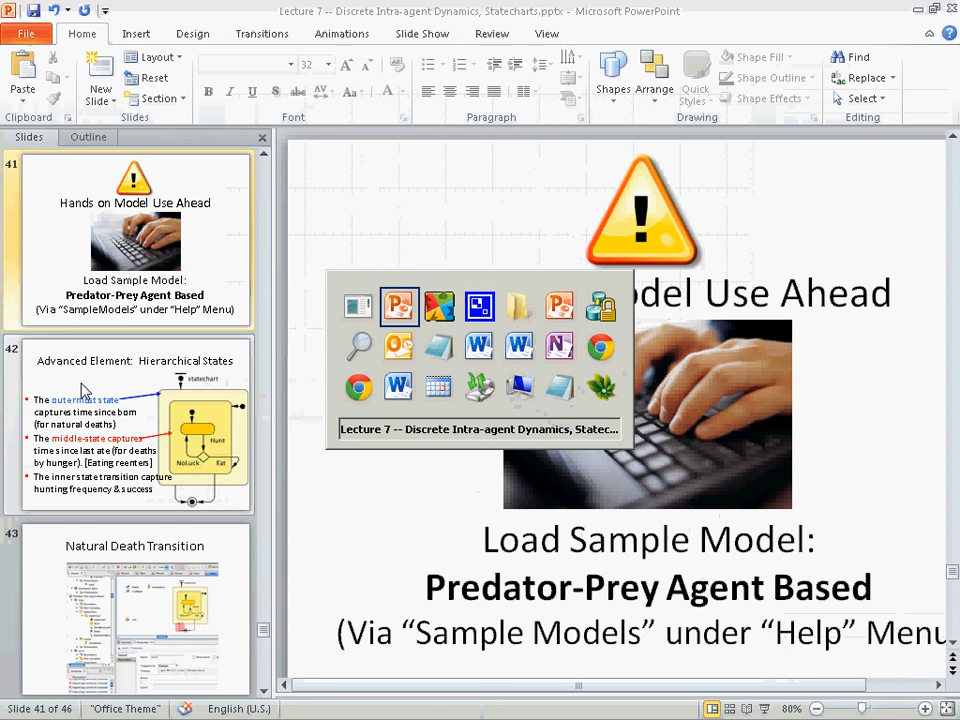 Lecture 7 -- Discrete Intra-agent Dynamics, Statecharts.pptx - Microsoft PowerPoint
File Home Insert Design Transitions Animations Slide Show Review View
Paste
New
Slide
Layout
Reset
Section
32
B I U S abc AV Aa A
Shapes
Arrange
Quick
Styles
Shape Fill
Shape Outline
Shape Effects
Find
Replace
Select
Clipboard Slides Font Paragraph Drawing Editing
Slides Outline
41
Hands on Model Use Ahead
Load Sample Model:
Predator-Prey Agent Based
(Via “SampleModels” under “Help” Menu)
42
Advanced Element: Hierarchical States
statechart
The outermost state
captures time since born
(for natural deaths)
The middle-state captures
time since last ate (for deaths
by hunger). [Eating reenters]
The inner state transition capture
hunting frequency & success
Hunt
NoLuck
Eat
43
Natural Death Transition
odel Use Ahead
Lecture 7 -- Discrete Intra-agent Dynamics, Statec...
Load Sample Model:
Predator-Prey Agent Based
(Via “Sample Models” under “Help” Menu
Slide 41 of 46 "Office Theme" English (U.S.) 80%